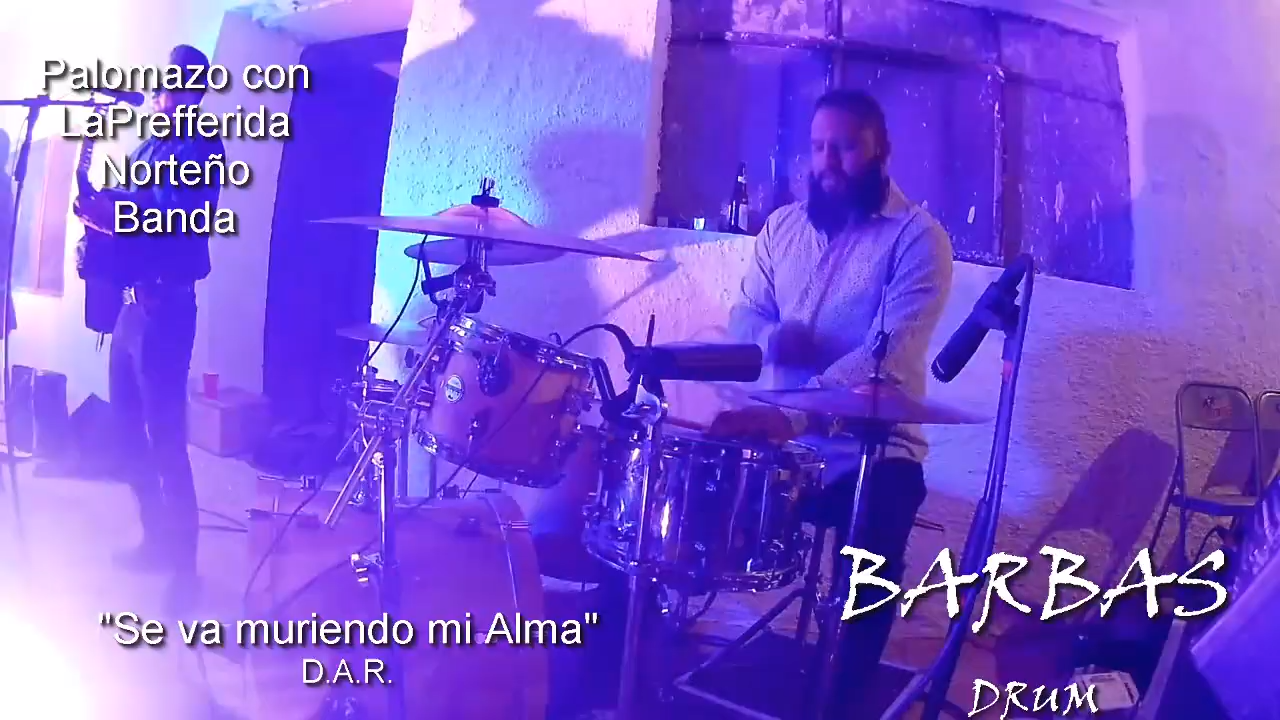 Palomazo con
LaPrefferida
Norteño
Banda
"Se va muriendo mi Alma"
D.A.R.
BARBAS
DRUM